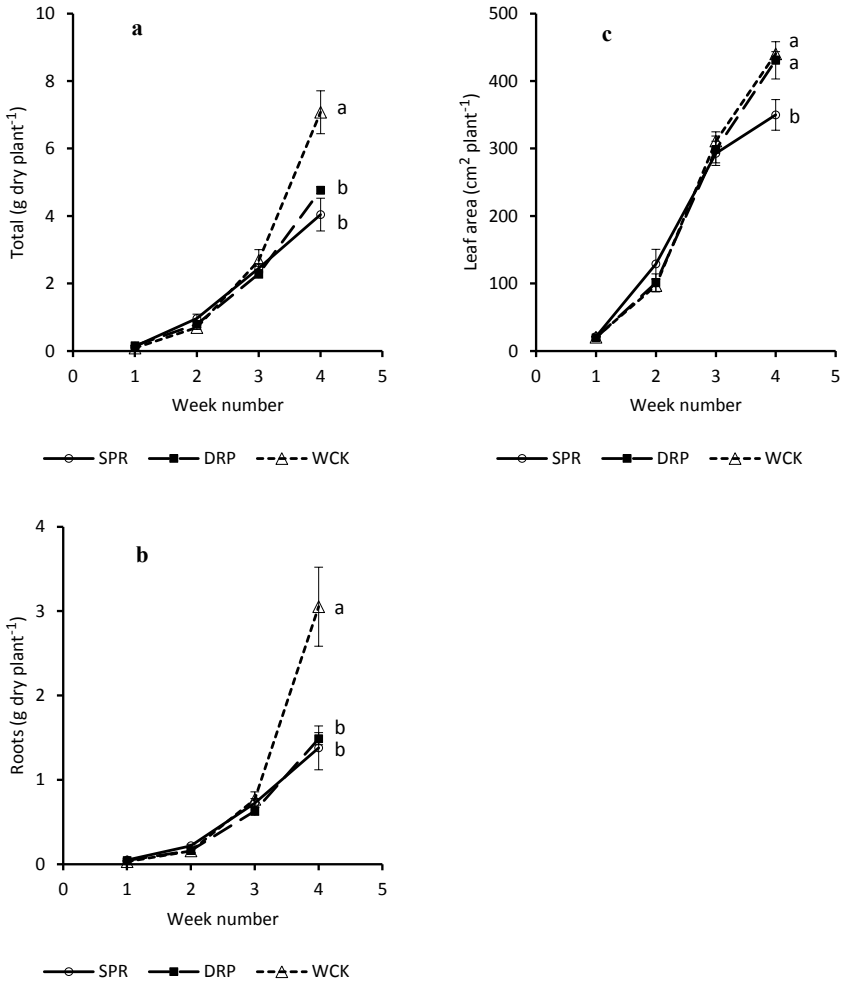 a
Total (g dry plant⁻¹)
10
8
6
4
2
0
0 1 2 3 4 5
Week number
a
b
b
SPR DRP WCK
c
Leaf area (cm² plant⁻¹)
500
400
300
200
100
0
0 1 2 3 4 5
Week number
a
a
b
SPR DRP WCK
b
Roots (g dry plant⁻¹)
4
3
2
1
0
0 1 2 3 4 5
Week number
a
b
b
SPR DRP WCK